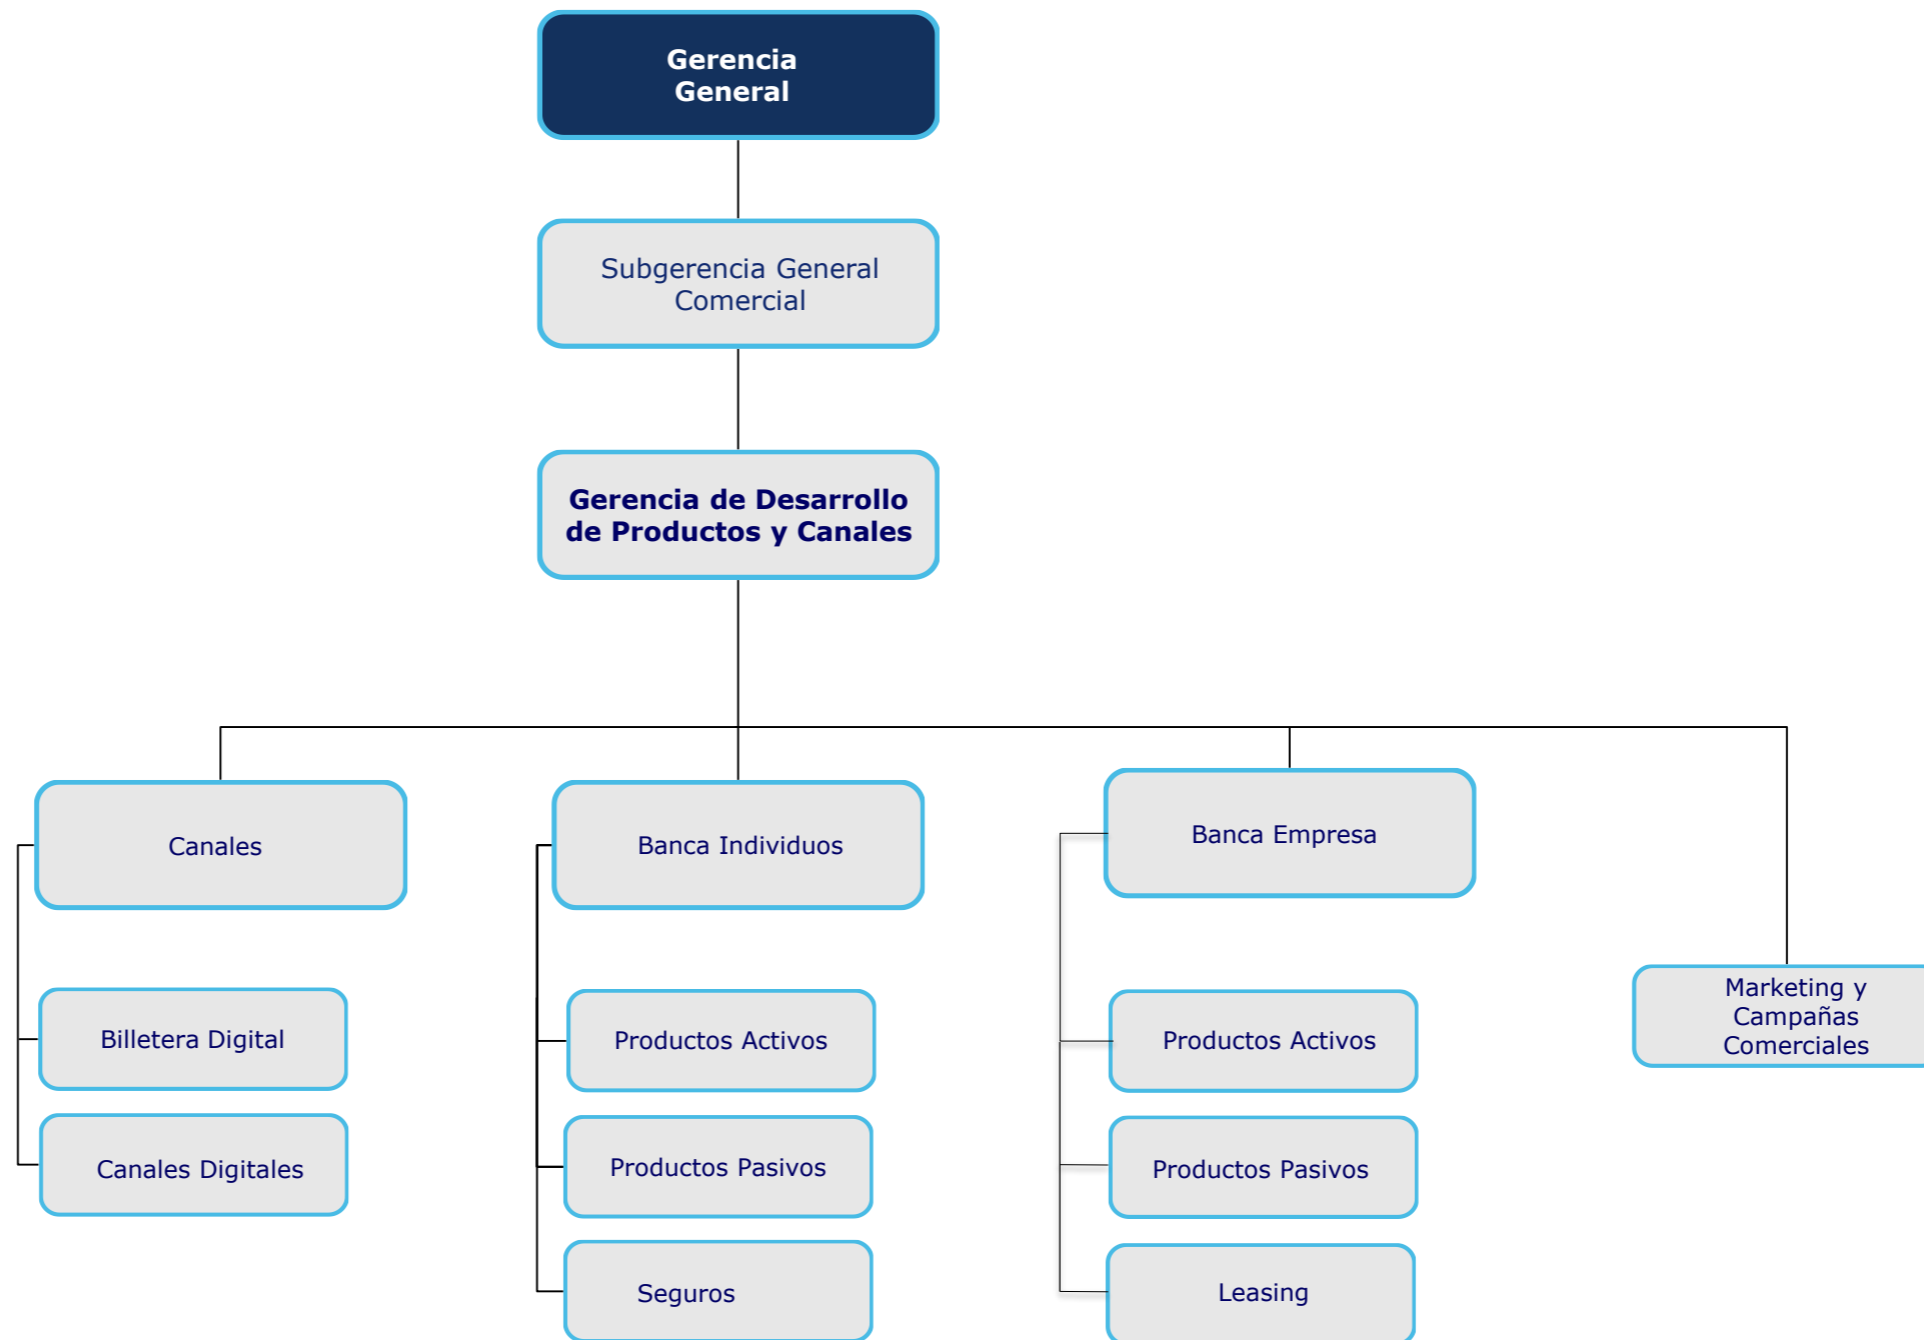 Gerencia
General
Subgerencia General
Comercial
Gerencia de Desarrollo
de Productos y Canales
Canales
Banca Individuos
Banca Empresa
Marketing y
Campañas
Comerciales
Billetera Digital
Productos Activos
Productos Activos
Canales Digitales
Productos Pasivos
Productos Pasivos
Seguros
Leasing